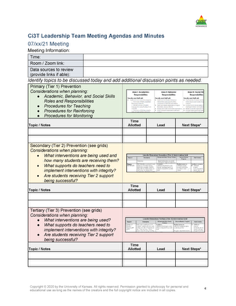 Ci3T Leadership Team Meeting Agendas and Minutes
07/xx/21 Meeting
Meeting Information:
Time:
Room / Zoom link:
Data sources to review
(provide links if able):
Identify topics to be discussed today and add additional discussion points as needed
Primary (Tier 1) Prevention
Considerations when planning:
● Academic, Behavior, and Social Skills
Roles and Responsibilities
● Procedures for Teaching
● Procedures for Reinforcing
● Procedures for Monitoring
Topic / Notes
Time
Allotted
Lead
Next Steps*
Secondary (Tier 2) Prevention (see grids)
Considerations when planning:
● What interventions are being used and
how many students are receiving them?
● What supports do teachers need to
implement interventions with integrity?
● Are students receiving Tier 2 support
being successful?
Topic / Notes
Time
Allotted
Lead
Next Steps*
Tertiary (Tier 3) Prevention (see grids)
Considerations when planning:
● What interventions are being used?
● What supports do teachers need to
implement interventions with integrity?
● Are students receiving Tier 3 support
being successful?
Topic / Notes
Time
Allotted
Lead
Next Steps*